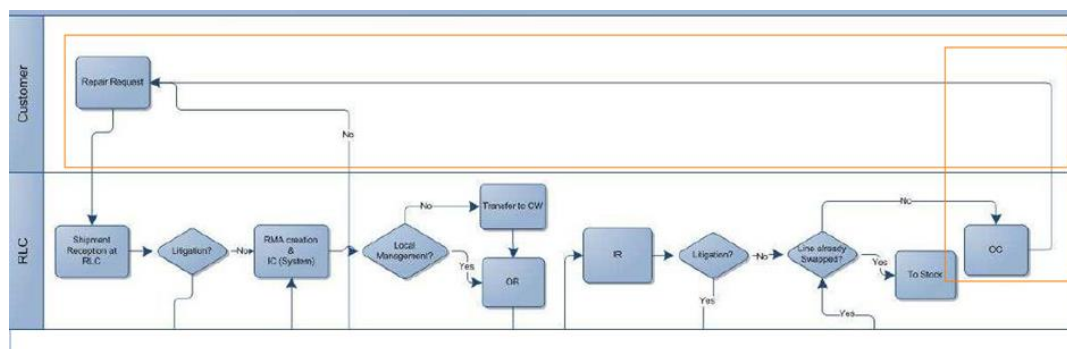 Customer
Repair Request
No
RLC
Shipment
Reception at
RLC
Litigation?
No
RMA creation
&
IC (System)
Local
Management?
No
Transfer to CW
Yes
OR
IR
Litigation?
No
Yes
Line already
Swapped?
No
Yes
To Stock
Yes
OC